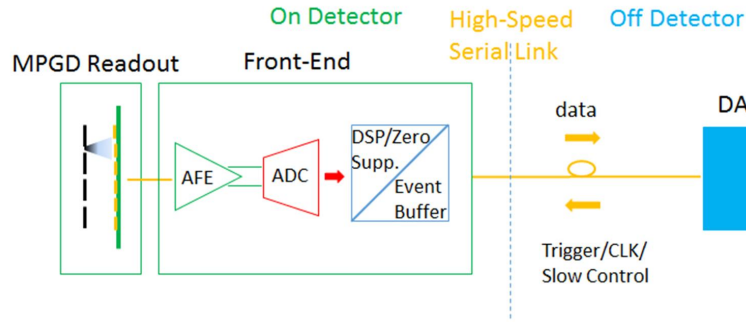 On Detector
High-Speed
Serial Link
Off Detector
MPGD Readout
Front-End
AFE
ADC
DSP/Zero
Supp.
Event
Buffer
data
Trigger/CLK/
Slow Control
DA